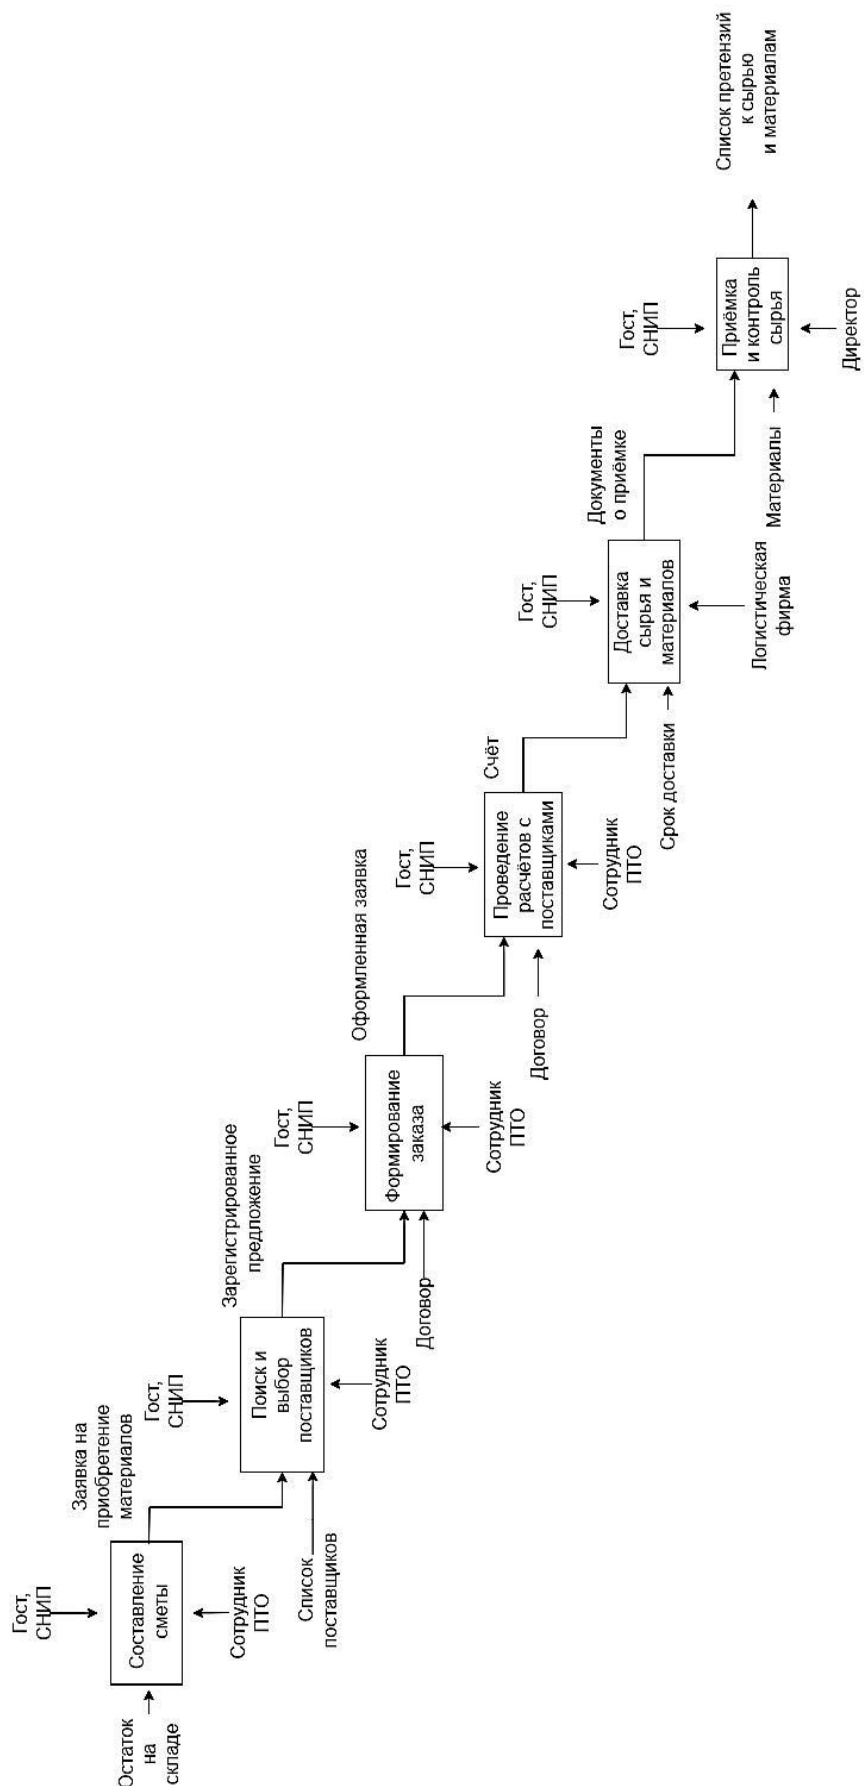 Гост,
СНИП
Остаток
на
складе
Составление
сметы
Сотрудник
ПТО
Заявка на
приобретение
материалов
Гост,
СНИП
Список
поставщиков
Поиск и
выбор
поставщиков
Сотрудник
ПТО
Зарегистрированное
предложение
Гост,
СНИП
Договор
Формирование
заказа
Сотрудник
ПТО
Оформленная заявка
Гост,
СНИП
Договор
Проведение
расчётов с
поставщиками
Сотрудник
ПТО
Счёт
Гост,
СНИП
Срок доставки
Доставка
сырья и
материалов
Логистическая
фирма
Документы
о приёмке
Гост,
СНИП
Материалы
Приёмка
и контроль
сырья
Директор
Список претензий
к сырью
и материалам